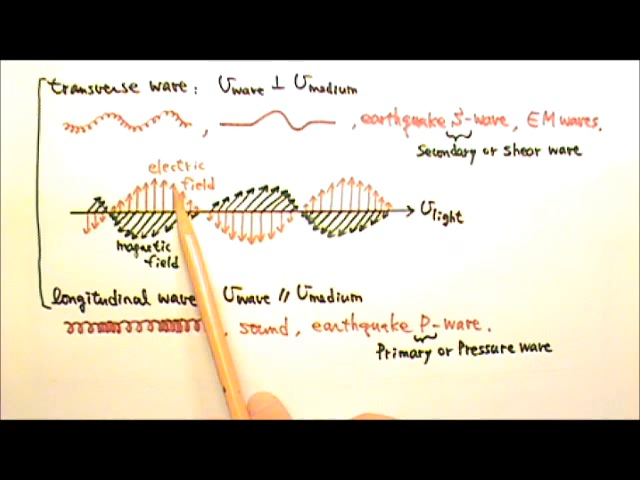 transverse wave: υwave ⊥ υmedium
, , earthquake S-wave, EM waves.
Secondary or shear wave
electric
field
υlight
magnetic
field
longitudinal wave υwave // υmedium
, sound, earthquake P-wave.
Primary or Pressure wave